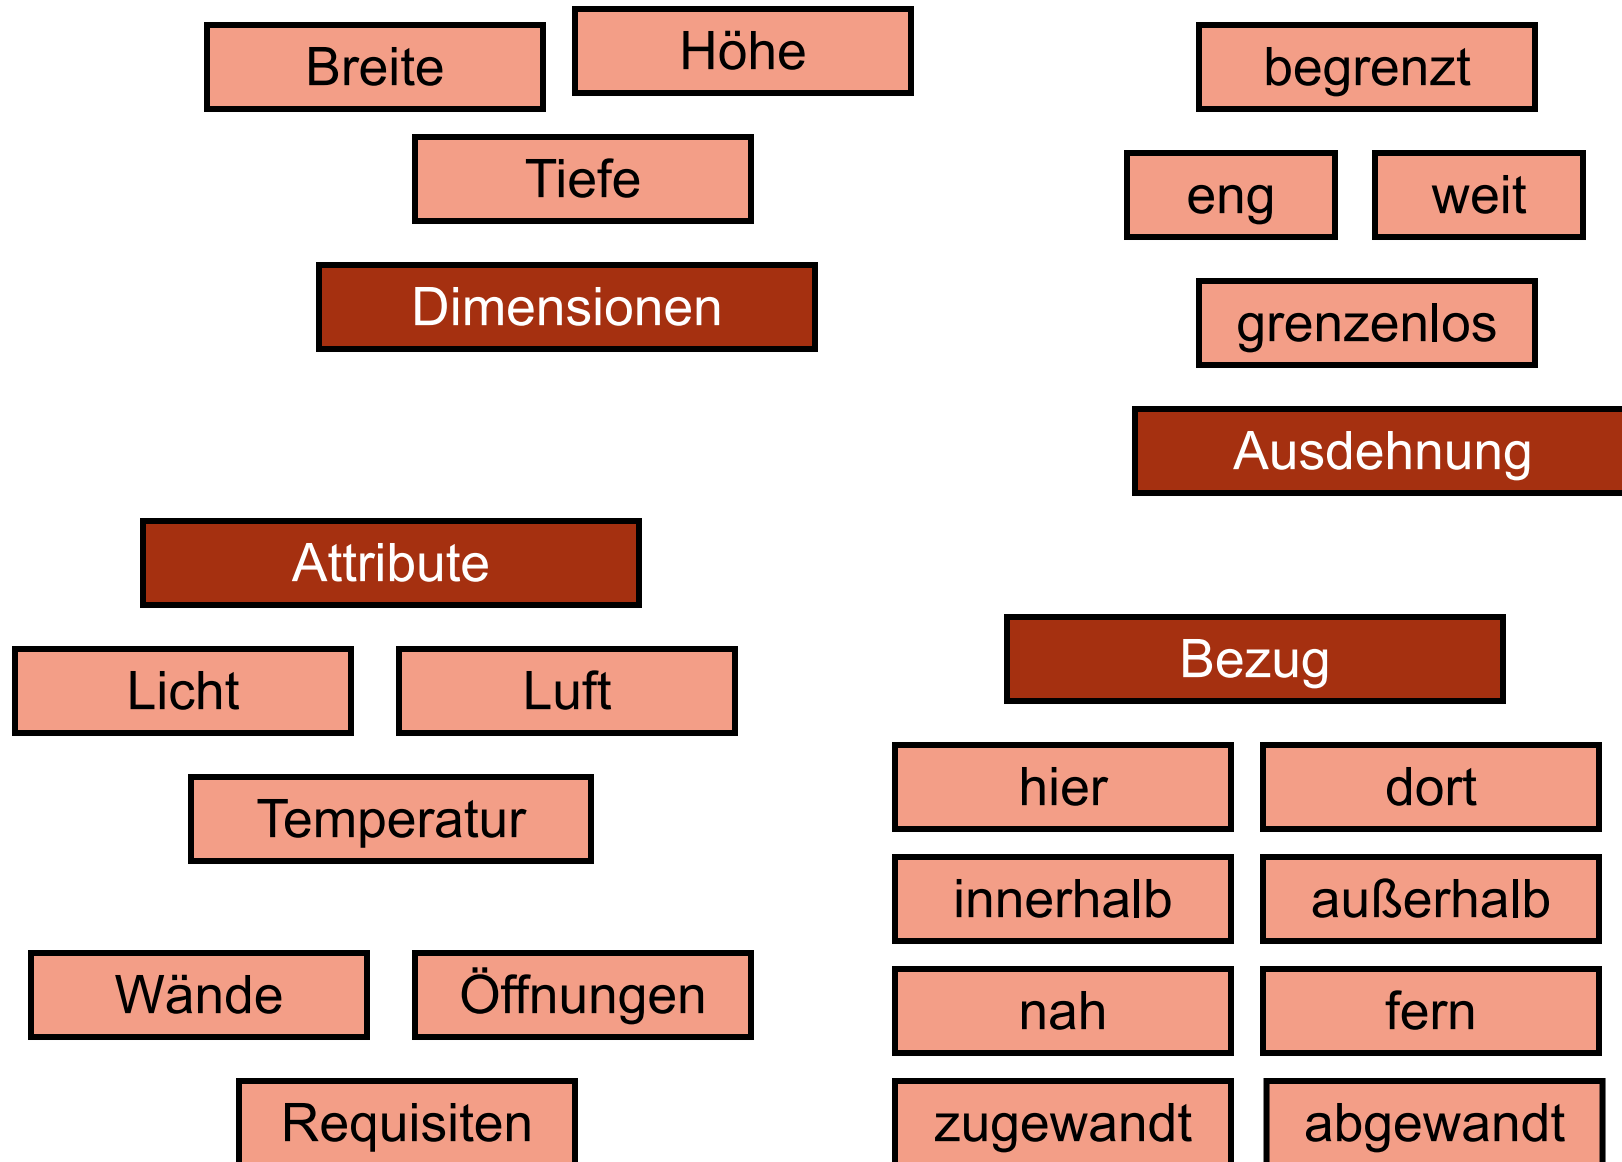 Breite
Höhe
Tiefe
Dimensionen
begrenzt
eng
weit
grenzenlos
Ausdehnung
Attribute
Licht
Luft
Temperatur
Wände
Öffnungen
Requisiten
Bezug
hier
dort
innerhalb
außerhalb
nah
fern
zugewandt
abgewandt